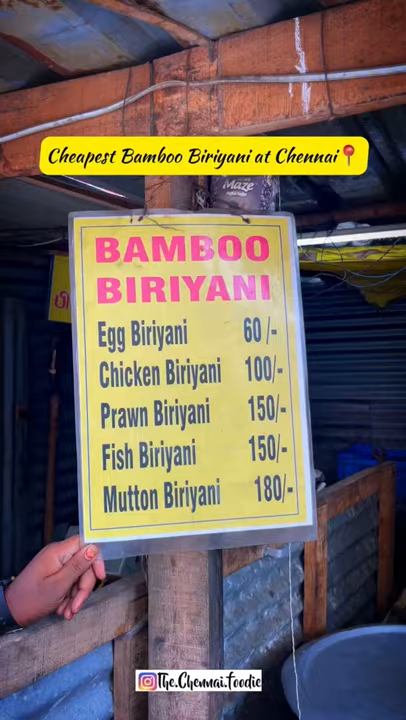 Cheapest Bamboo Biriyani at Chennai📍
Maze
BAMBOO
BIRIYANI
Egg Biriyani 60 /-
Chicken Biriyani 100/-
Prawn Biriyani 150/-
Fish Biriyani 150/-
Mutton Biriyani 180/-
The.Chennai.Foodie